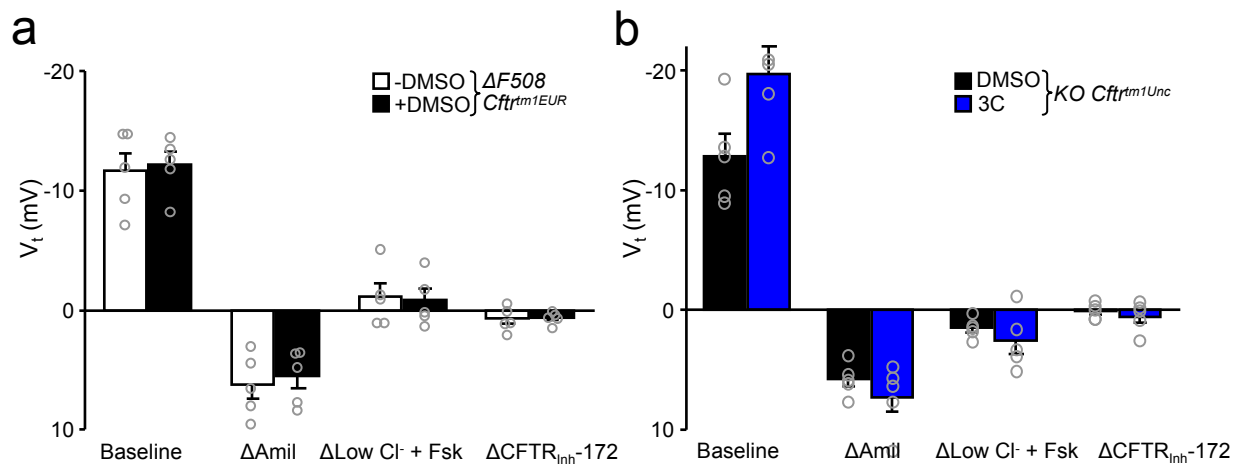 a
-20
-10
0
10
Vt (mV)
-DMSO
+DMSO
ΔF508
Cftrtm1EUR
Baseline
ΔAmil
ΔLow Cl- + Fsk
ΔCFTRInh-172
b
-20
-10
0
10
Vt (mV)
DMSO
3C
KO Cftrtm1Unc
Baseline
ΔAmil
ΔLow Cl- + Fsk
ΔCFTRInh-172